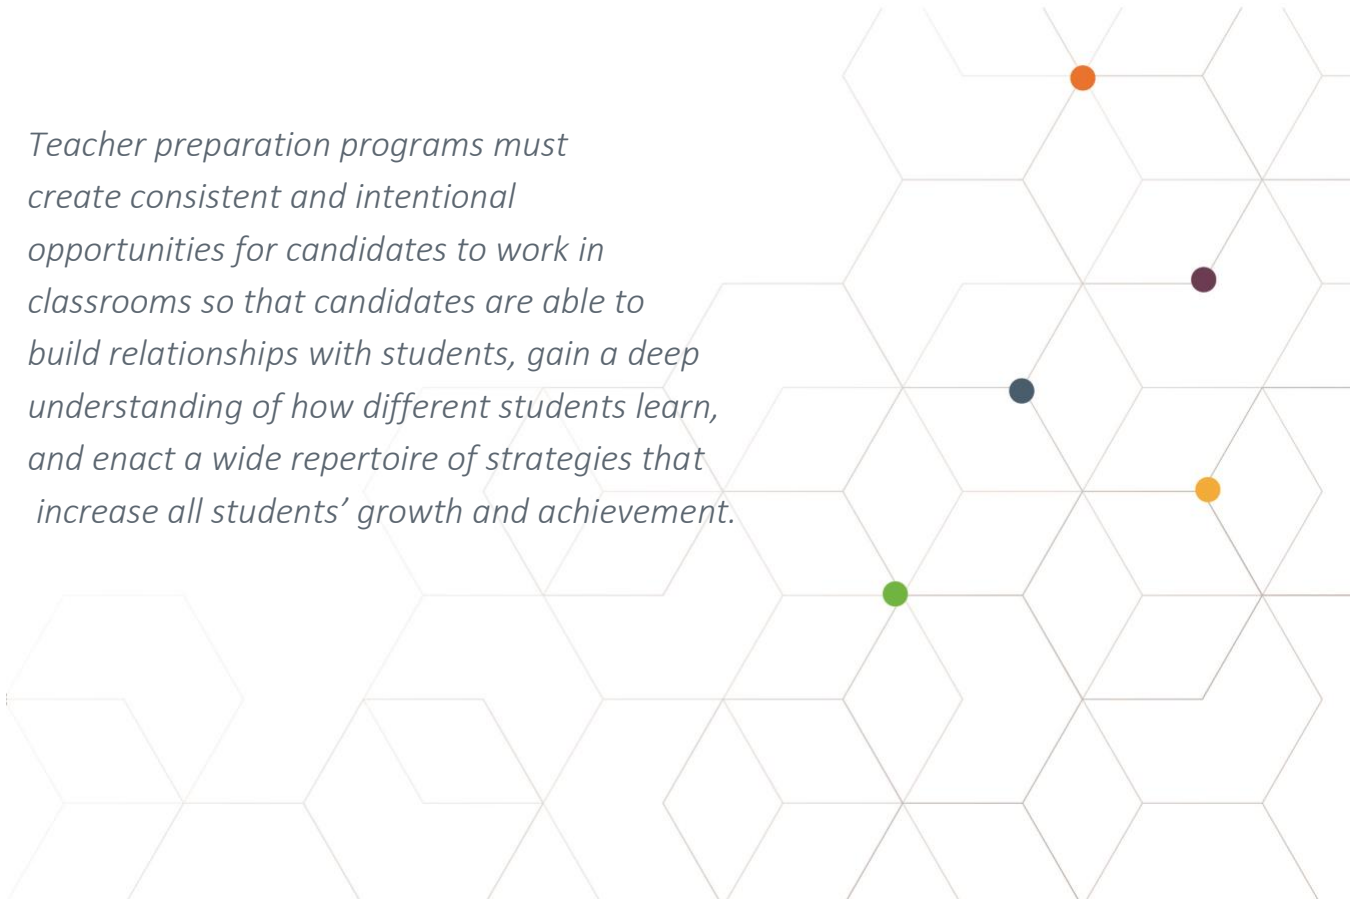 Teacher preparation programs must
create consistent and intentional
opportunities for candidates to work in
classrooms so that candidates are able to
build relationships with students, gain a deep
understanding of how different students learn,
and enact a wide repertoire of strategies that
increase all students’ growth and achievement.